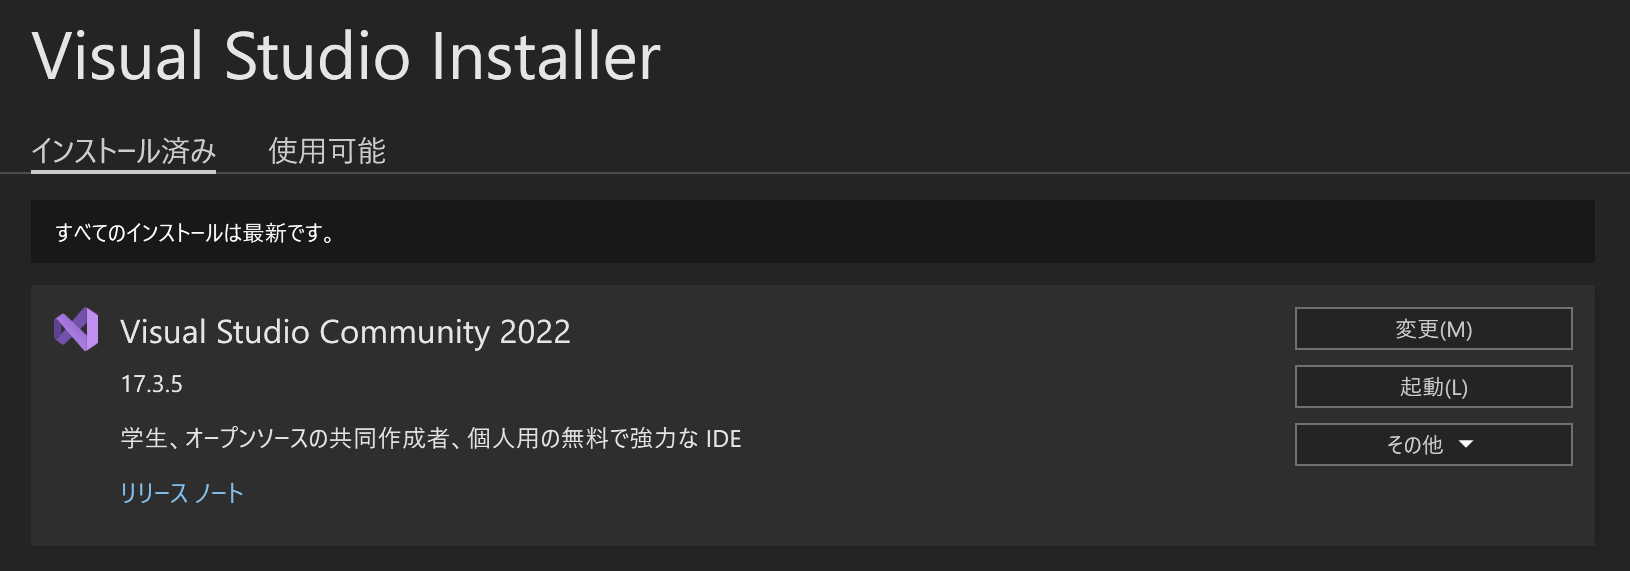 Visual Studio Installer
インストール済み 使用可能
すべてのインストールは最新です。
Visual Studio Community 2022
変更(M)
17.3.5
起動(L)
学生、オープンソースの共同作成者、個人用の無料で強力な IDE
その他
リリース ノート